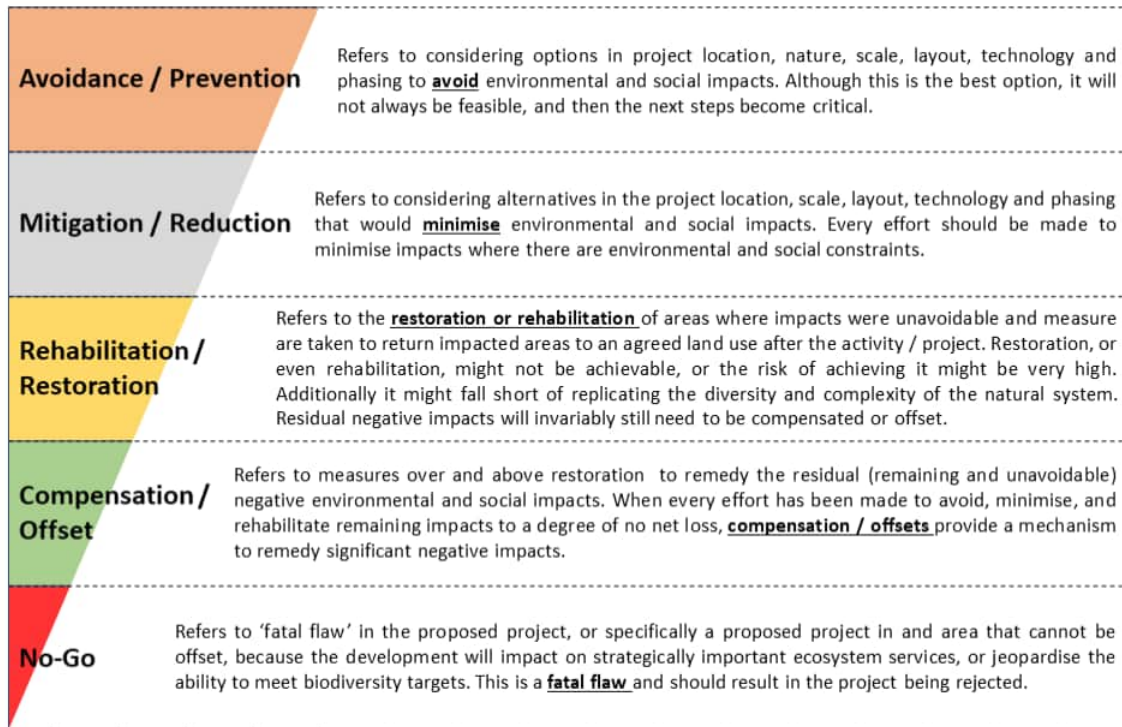 Avoidance / Prevention
Refers to considering options in project location, nature, scale, layout, technology and
phasing to avoid environmental and social impacts. Although this is the best option, it will
not always be feasible, and then the next steps become critical.
Mitigation / Reduction
Refers to considering alternatives in the project location, scale, layout, technology and phasing
that would minimise environmental and social impacts. Every effort should be made to
minimise impacts where there are environmental and social constraints.
Rehabilitation /
Restoration
Refers to the restoration or rehabilitation of areas where impacts were unavoidable and measure
are taken to return impacted areas to an agreed land use after the activity / project. Restoration, or
even rehabilitation, might not be achievable, or the risk of achieving it might be very high.
Additionally it might fall short of replicating the diversity and complexity of the natural system.
Residual negative impacts will invariably still need to be compensated or offset.
Compensation /
Offset
Refers to measures over and above restoration to remedy the residual (remaining and unavoidable)
negative environmental and social impacts. When every effort has been made to avoid, minimise, and
rehabilitate remaining impacts to a degree of no net loss, compensation / offsets provide a mechanism
to remedy significant negative impacts.
No-Go
Refers to ‘fatal flaw’ in the proposed project, or specifically a proposed project in and area that cannot be
offset, because the development will impact on strategically important ecosystem services, or jeopardise the
ability to meet biodiversity targets. This is a fatal flaw and should result in the project being rejected.